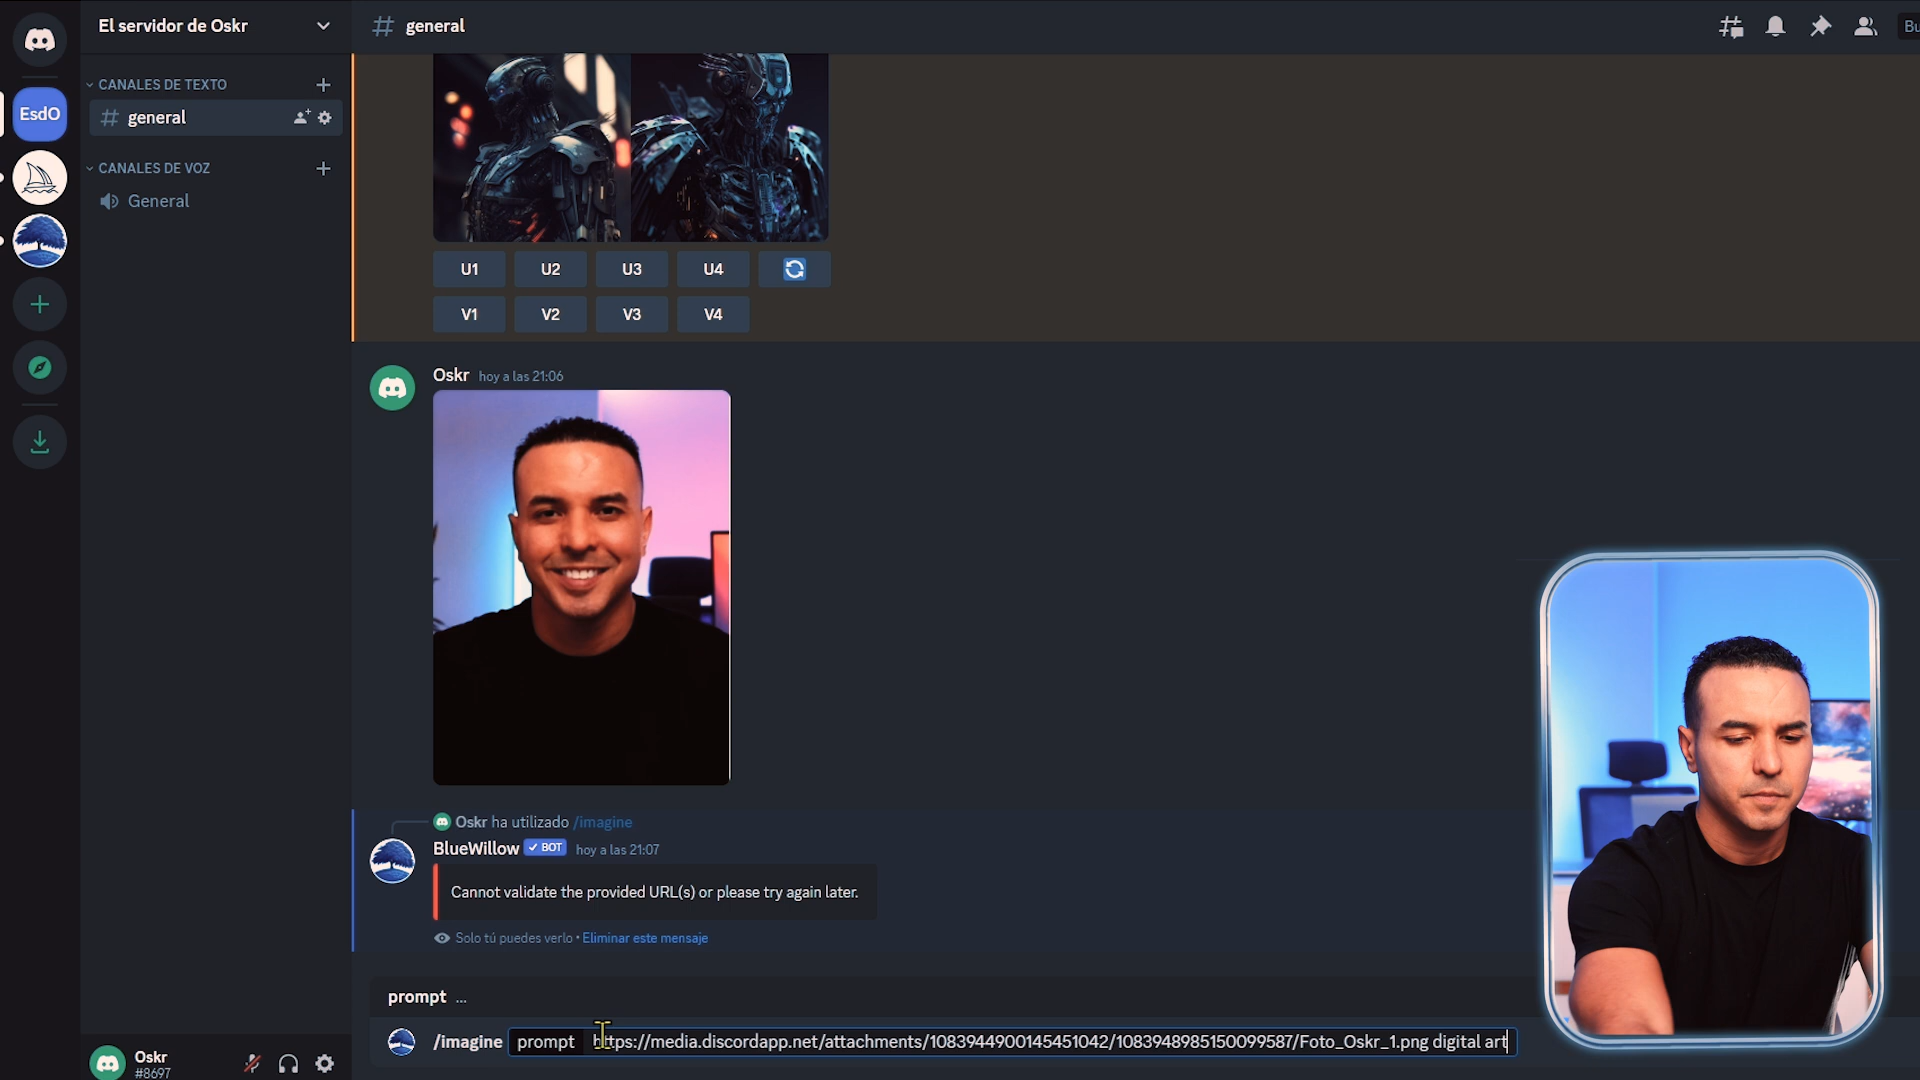 El servidor de Oskr
general
Bu
CANALES DE TEXTO
EsdO
general
CANALES DE VOZ
General
U1 U2 U3 U4
V1 V2 V3 V4
Oskr hoy a las 21:06
Oskr ha utilizado /imagine
BlueWillow BOT hoy a las 21:07
Cannot validate the provided URL(s) or please try again later.
Solo tú puedes verlo • Eliminar este mensaje
prompt ...
/imagine prompt https://media.discordapp.net/attachments/1083944900145451042/1083948985150099587/Foto_Oskr_1.png digital art
Oskr
#8697